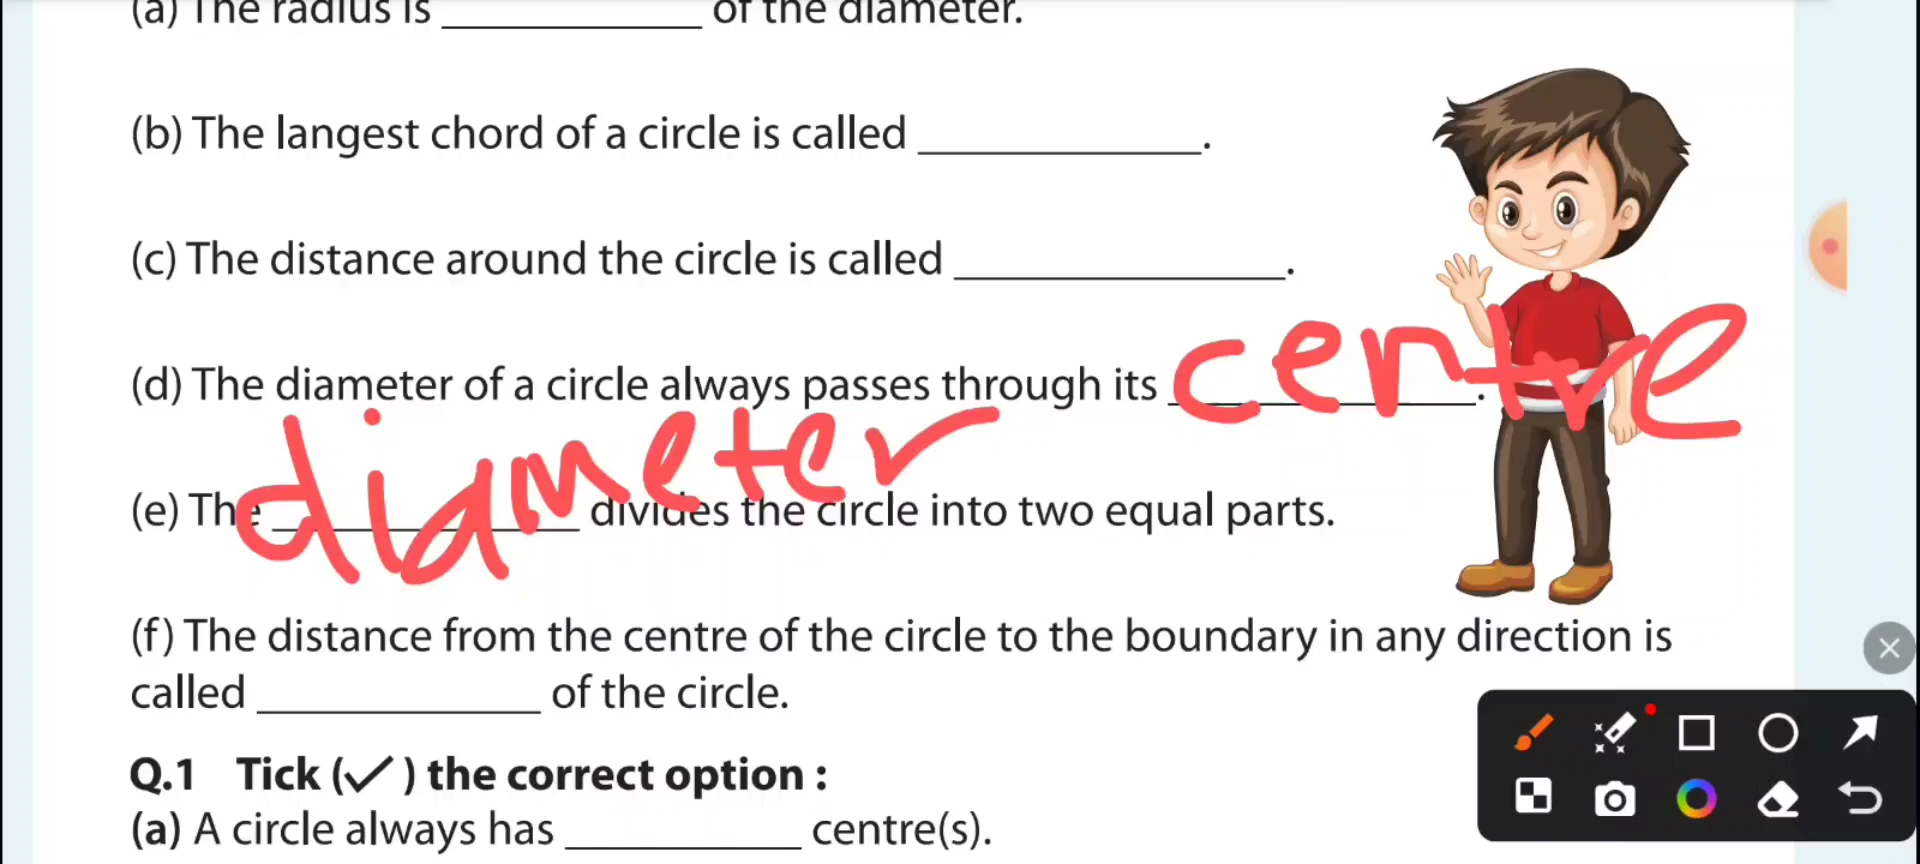 (a) The radius is ____________ of the diameter.
(b) The langest chord of a circle is called ____________.
(c) The distance around the circle is called ____________.
(d) The diameter of a circle always passes through its centre.
(e) The diameter divides the circle into two equal parts.
(f) The distance from the centre of the circle to the boundary in any direction is
called ____________ of the circle.
Q.1 Tick (✓) the correct option :
(a) A circle always has ____________ centre(s).